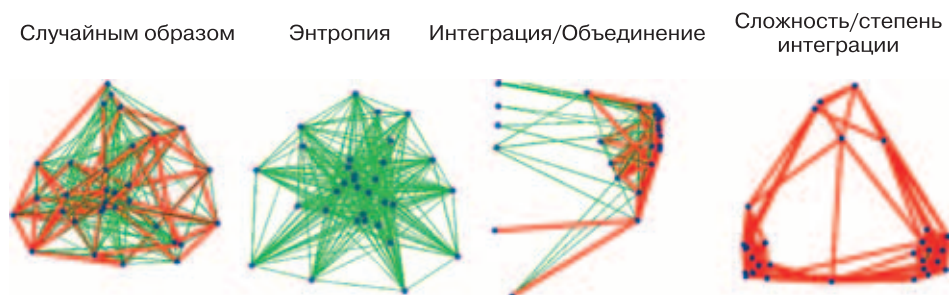 Случайным образом
Энтропия
Интеграция/Объединение
Сложность/степень
интеграции